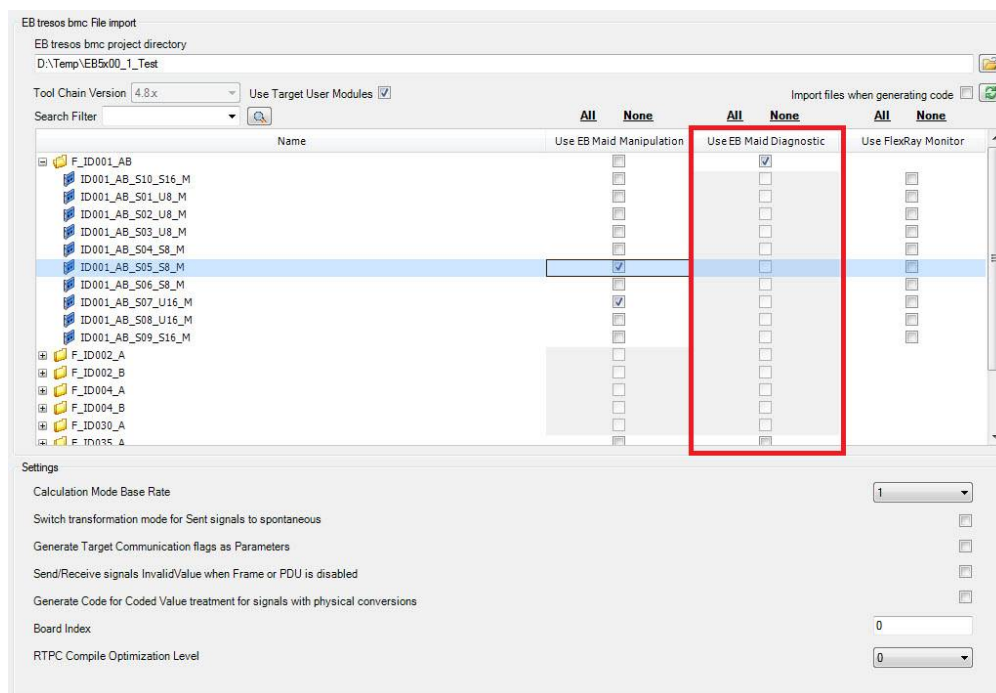 EB tresos bmc File import
EB tresos bmc project directory
D:\Temp\EB5x00_1_Test
Tool Chain Version 4.8.x Use Target User Modules Import files when generating code
Search Filter All None All None All None
Name Use EB Maid Manipulation Use EB Maid Diagnostic Use FlexRay Monitor
F_ID001_AB
ID001_AB_S10_S16_M
ID001_AB_S01_U8_M
ID001_AB_S02_U8_M
ID001_AB_S03_U8_M
ID001_AB_S04_S8_M
ID001_AB_S05_S8_M
ID001_AB_S06_S8_M
ID001_AB_S07_U16_M
ID001_AB_S08_U16_M
ID001_AB_S09_S16_M
F_ID002_A
F_ID002_B
F_ID004_A
F_ID004_B
F_ID030_A
F_ID035_A
Settings
Calculation Mode Base Rate 1
Switch transformation mode for Sent signals to spontaneous
Generate Target Communication flags as Parameters
Send/Receive signals InvalidValue when Frame or PDU is disabled
Generate Code for Coded Value treatment for signals with physical conversions
Board Index 0
RTPC Compile Optimization Level 0